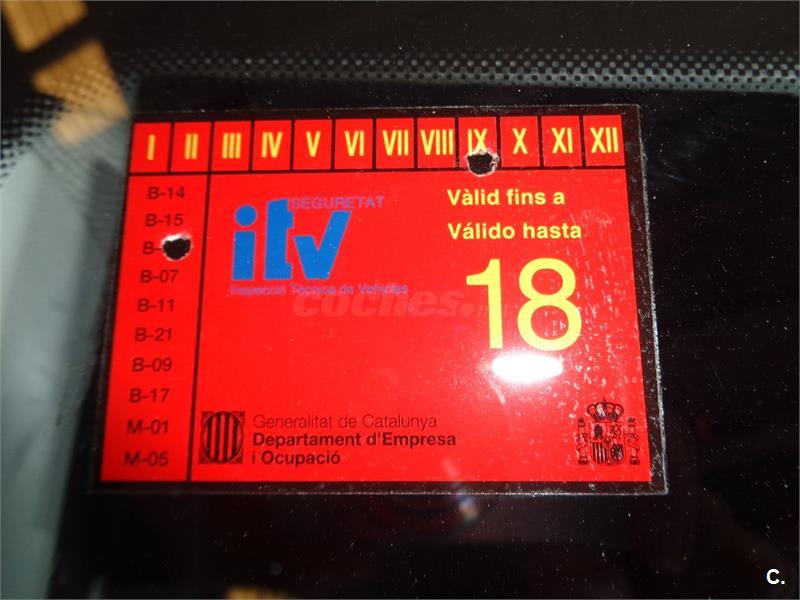 I II III IV V VI VII VIII IX X XI XII
B-14
B-15
B-
B-07
B-11
B-21
B-09
B-17
M-01
M-05
SEGURETAT
itv
Inspecció Tècnica de Vehicles
Vàlid fins a
Válido hasta
18
coches.
Generalitat de Catalunya
Departament d'Empresa
i Ocupació
C.